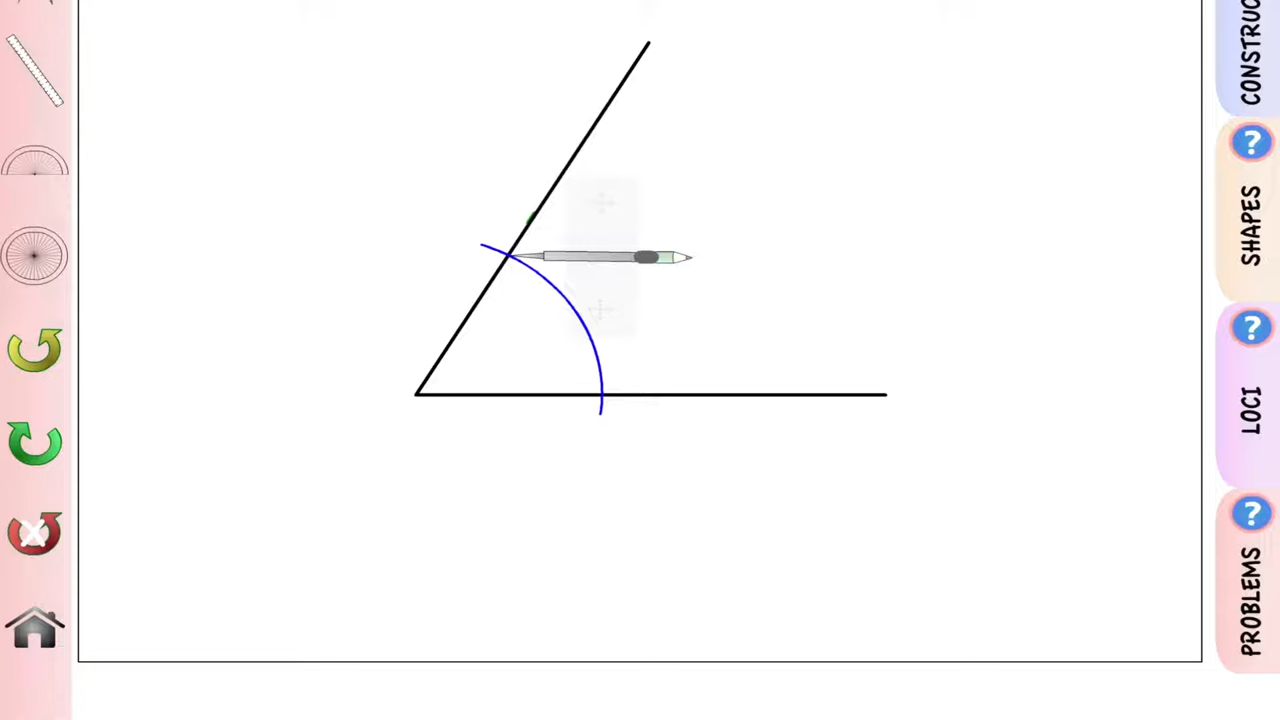 CONSTRUC
?
SHAPES
?
LOCI
?
PROBLEMS